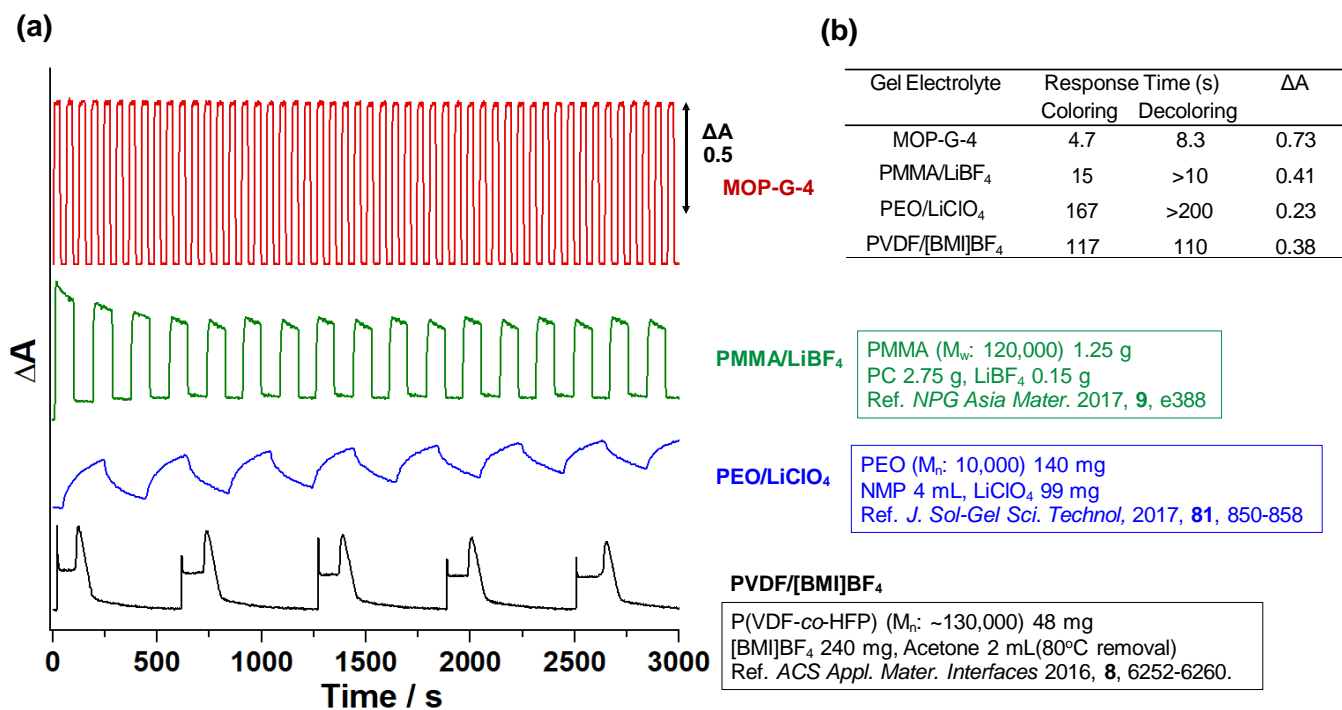 (a)
ΔA
0 500 1000 1500 2000 2500 3000
Time / s
ΔA
0.5
MOP-G-4
PMMA/LiBF4
PEO/LiClO4
PVDF/[BMI]BF4
(b)
Gel Electrolyte Response Time (s) ΔA
Coloring Decoloring
MOP-G-4 4.7 8.3 0.73
PMMA/LiBF4 15 >10 0.41
PEO/LiClO4 167 >200 0.23
PVDF/[BMI]BF4 117 110 0.38
PMMA (Mw: 120,000) 1.25 g
PC 2.75 g, LiBF4 0.15 g
Ref. NPG Asia Mater. 2017, 9, e388
PEO (Mn: 10,000) 140 mg
NMP 4 mL, LiClO4 99 mg
Ref. J. Sol-Gel Sci. Technol, 2017, 81, 850-858
P(VDF-co-HFP) (Mn: ~130,000) 48 mg
[BMI]BF4 240 mg, Acetone 2 mL(80oC removal)
Ref. ACS Appl. Mater. Interfaces 2016, 8, 6252-6260.